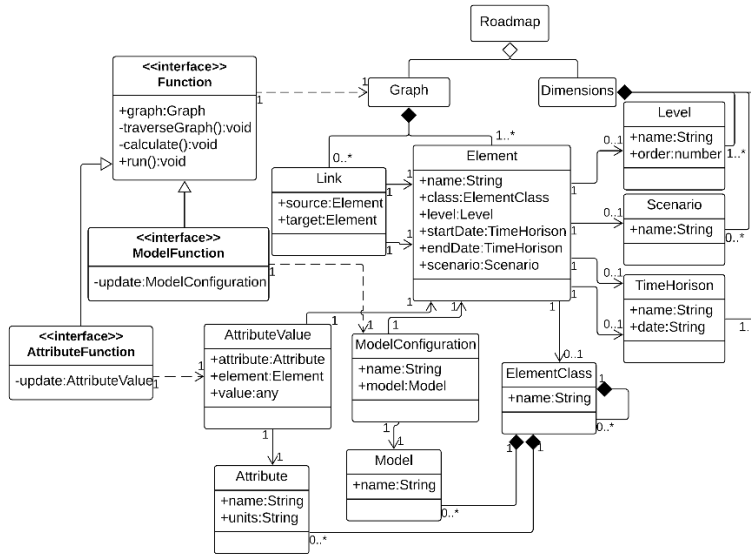 Roadmap
<<interface>>
Function
+graph:Graph
-traverseGraph():void
-calculate():void
+run():void
1
1
Graph
Dimensions
Level
+name:String
+order:number
0..1
1..*
0..*
1..*
Link
+source:Element
+target:Element
1
1
1
1
Element
+name:String
+class:ElementClass
+level:Level
+startDate:TimeHorison
+endDate:TimeHorison
+scenario:Scenario
1
1
1
1
1
Scenario
+name:String
0..1
0..*
<<interface>>
ModelFunction
-update:ModelConfiguration
1
TimeHorison
+name:String
+date:String
0..1
0..1
1..*
<<interface>>
AttributeFunction
-update:AttributeValue
1
1
AttributeValue
+attribute:Attribute
+element:Element
+value:any
1
1
1
1
1
ModelConfiguration
+name:String
+model:Model
1
1
1
0..1
ElementClass
+name:String
1
0..*
1
1
1
Attribute
+name:String
+units:String
0..*
1
Model
+name:String
0..*